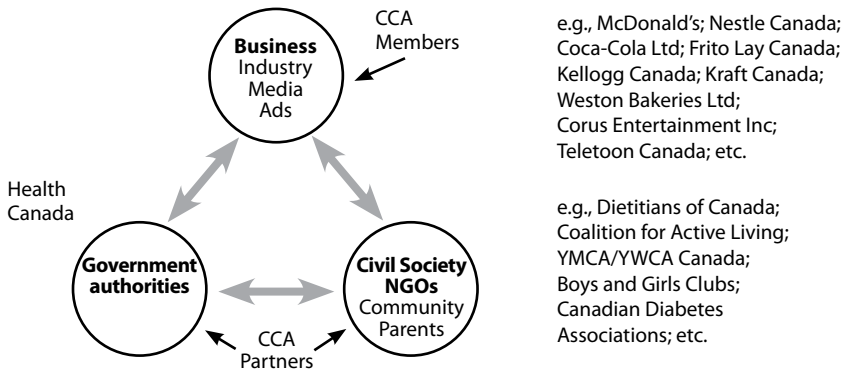 CCA
Members
Business
Industry
Media
Ads
e.g., McDonald's; Nestle Canada;
Coca-Cola Ltd; Frito Lay Canada;
Kellogg Canada; Kraft Canada;
Weston Bakeries Ltd;
Corus Entertainment Inc;
Teletoon Canada; etc.
Health
Canada
Government
authorities
Civil Society
NGOs
Community
Parents
CCA
Partners
e.g., Dietitians of Canada;
Coalition for Active Living;
YMCA/YWCA Canada;
Boys and Girls Clubs;
Canadian Diabetes
Associations; etc.